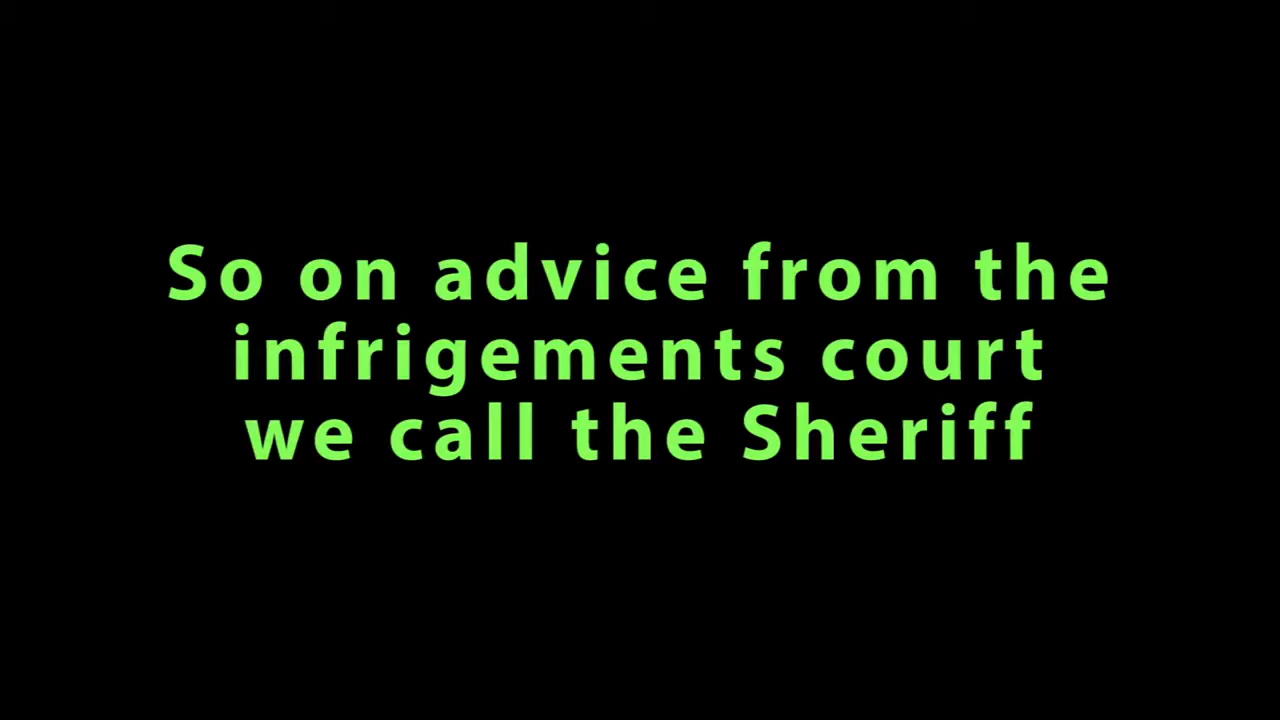 So on advice from the
infrigements court
we call the Sheriff